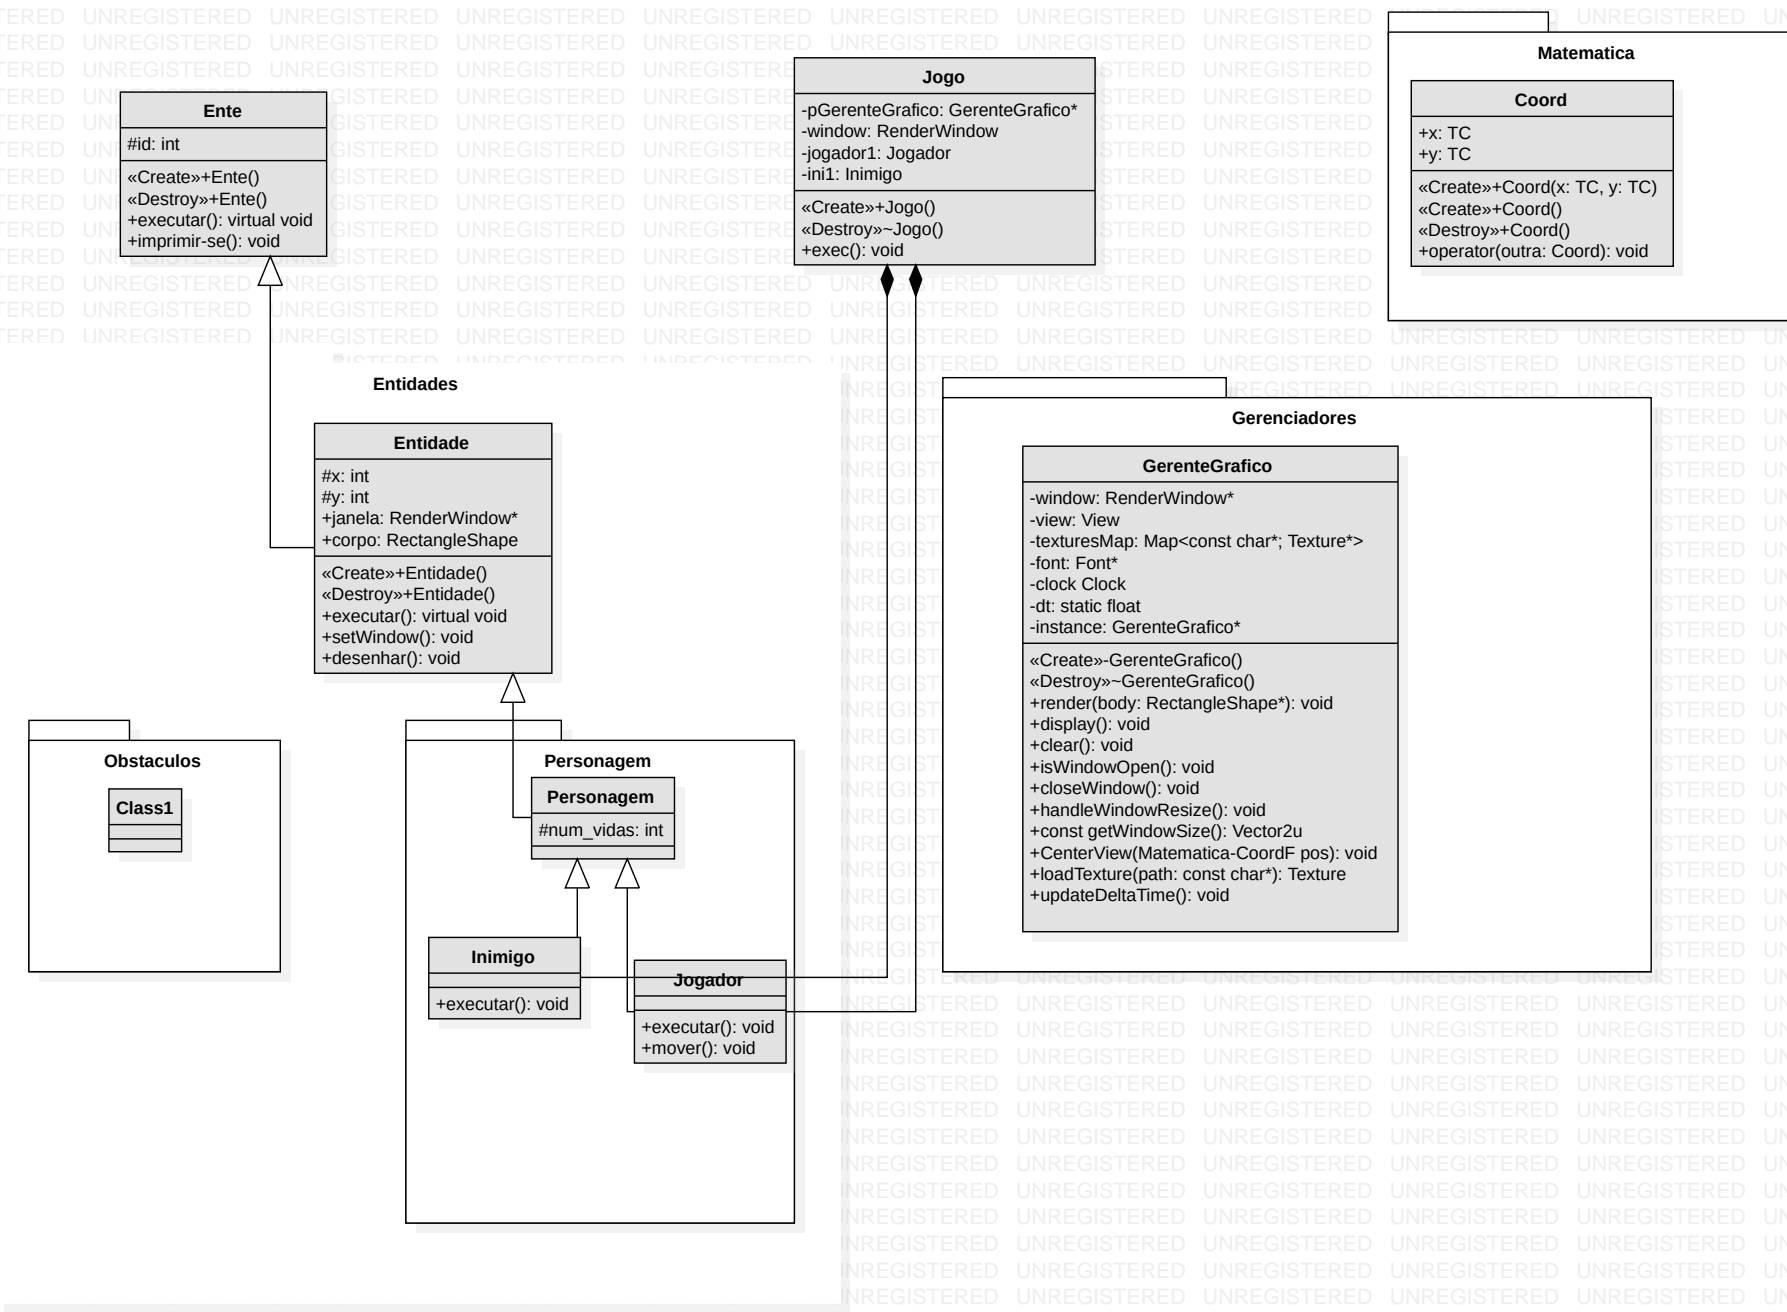 Ente
#id: int
«Create»+Ente()
«Destroy»+Ente()
+executar(): virtual void
+imprimir-se(): void
Jogo
-pGerenteGrafico: GerenteGrafico*
-window: RenderWindow
-jogador1: Jogador
-ini1: Inimigo
«Create»+Jogo()
«Destroy»~Jogo()
+exec(): void
Matematica
Coord
+x: TC
+y: TC
«Create»+Coord(x: TC, y: TC)
«Create»+Coord()
«Destroy»+Coord()
+operator(outra: Coord): void
Entidades
Entidade
#x: int
#y: int
+janela: RenderWindow*
+corpo: RectangleShape
«Create»+Entidade()
«Destroy»+Entidade()
+executar(): virtual void
+setWindow(): void
+desenhar(): void
Gerenciadores
GerenteGrafico
-window: RenderWindow*
-view: View
-texturesMap: Map<const char*; Texture*>
-font: Font*
-clock Clock
-dt: static float
-instance: GerenteGrafico*
«Create»-GerenteGrafico()
«Destroy»~GerenteGrafico()
+render(body: RectangleShape*): void
+display(): void
+clear(): void
+isWindowOpen(): void
+closeWindow(): void
+handleWindowResize(): void
+const getWindowSize(): Vector2u
+CenterView(Matematica-CoordF pos): void
+loadTexture(path: const char*): Texture
+updateDeltaTime(): void
Obstaculos
Class1
Personagem
Personagem
#num_vidas: int
Inimigo
+executar(): void
Jogador
+executar(): void
+mover(): void
UNREGISTERED